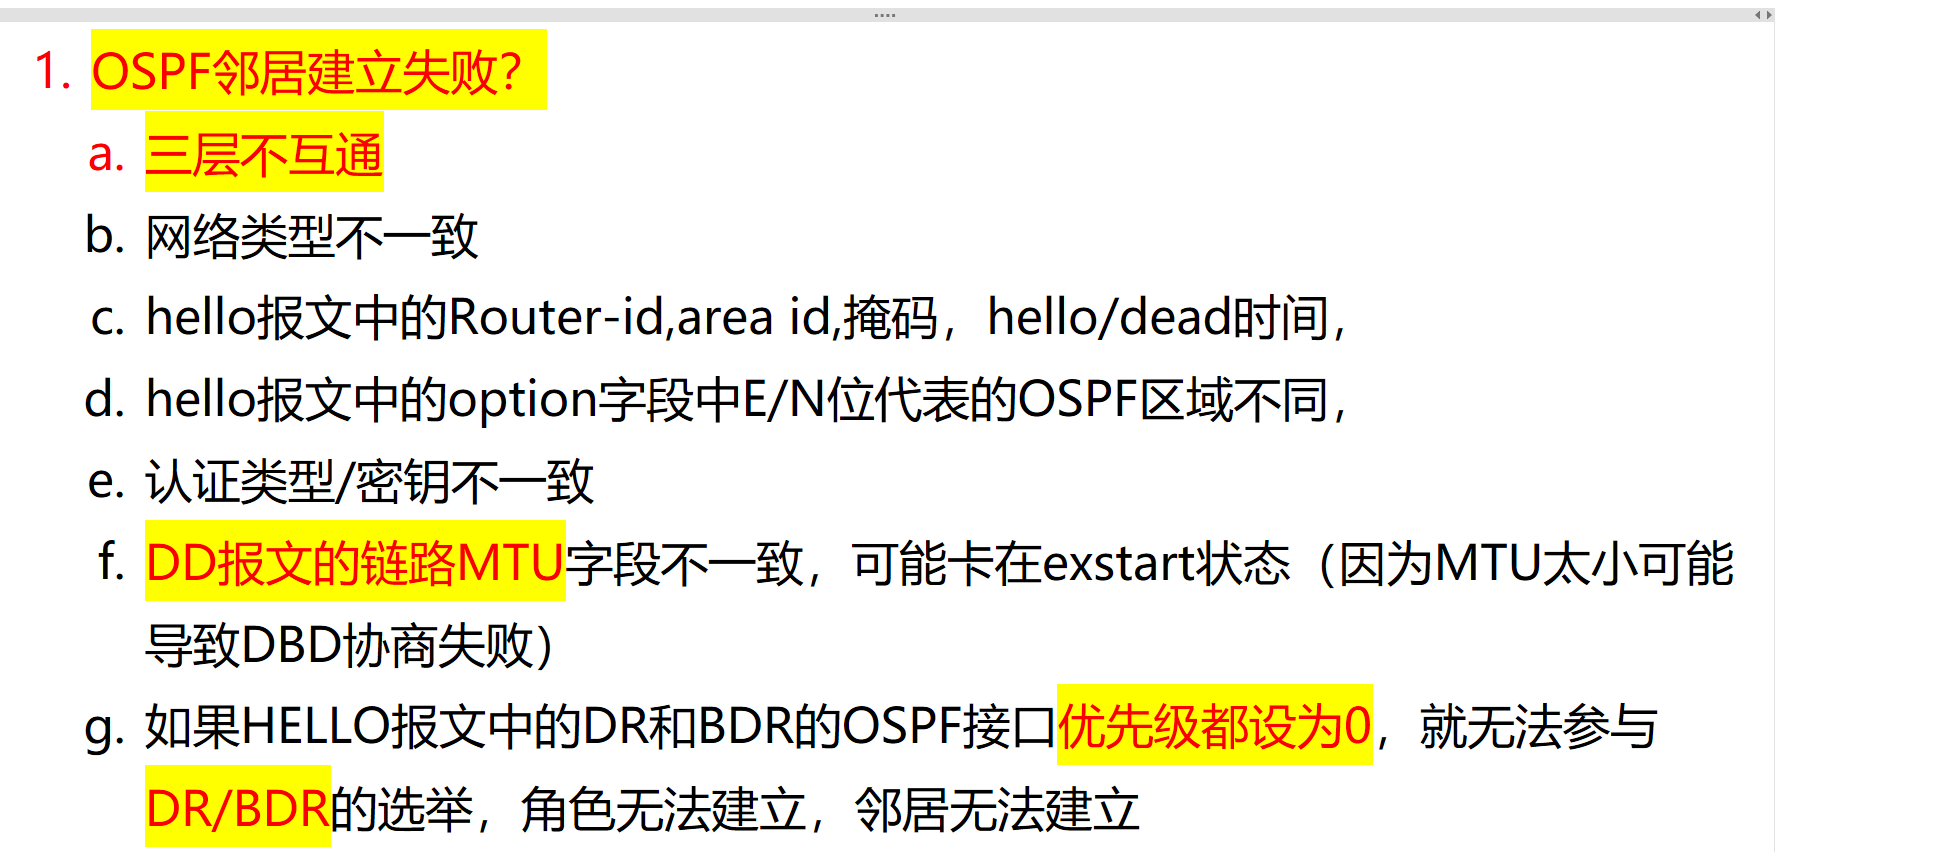 1. OSPF邻居建立失败？
a. 三层不互通
b. 网络类型不一致
c. hello报文中的Router-id,area id,掩码，hello/dead时间，
d. hello报文中的option字段中E/N位代表的OSPF区域不同，
e. 认证类型/密钥不一致
f. DD报文的链路MTU字段不一致，可能卡在exstart状态（因为MTU太小可能
导致DBD协商失败）
g. 如果HELLO报文中的DR和BDR的OSPF接口优先级都设为0，就无法参与
DR/BDR的选举，角色无法建立，邻居无法建立